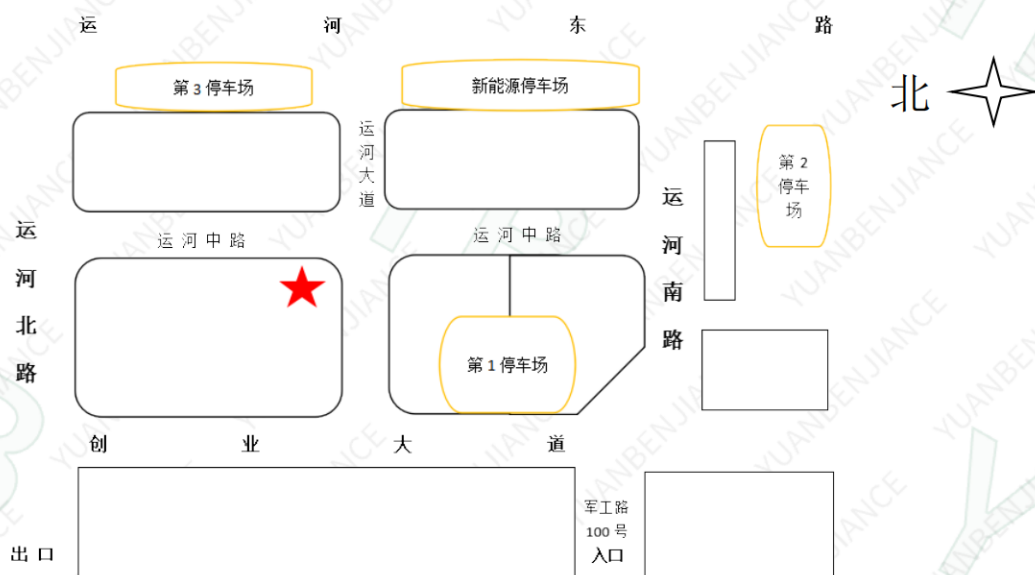 运河东路
第 3 停车场
新能源停车场
北
运河大道
第 2
停车
场
运河北路
运河中路
运河中路
运河南路
第 1 停车场
创业大道
军工路
100 号
出口
入口
YUANBENJIANCE